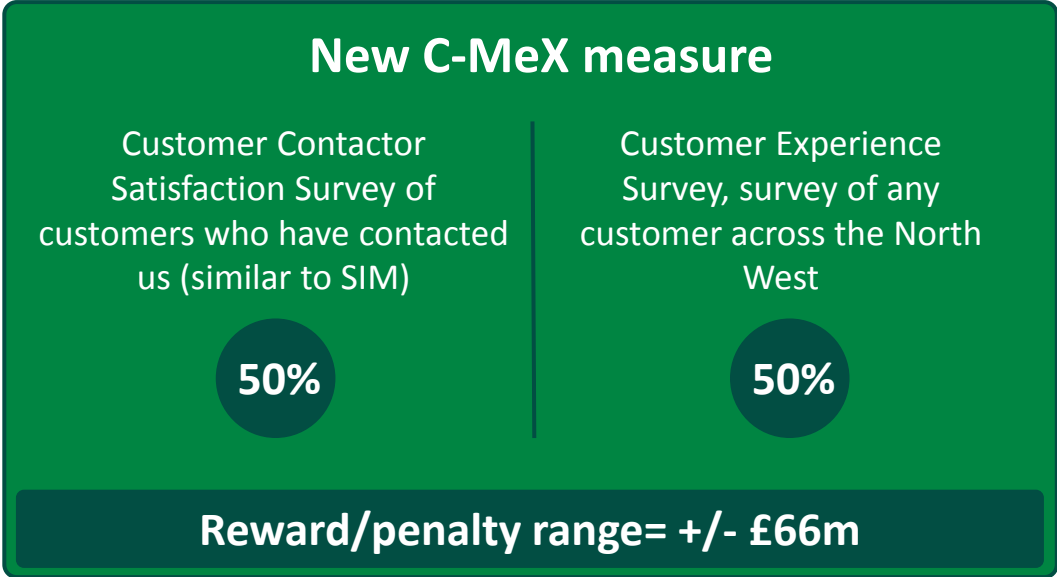 New C-MeX measure
Customer Contactor
Satisfaction Survey of
customers who have contacted
us (similar to SIM)
50%
Customer Experience
Survey, survey of any
customer across the North
West
50%
Reward/penalty range= +/- £66m